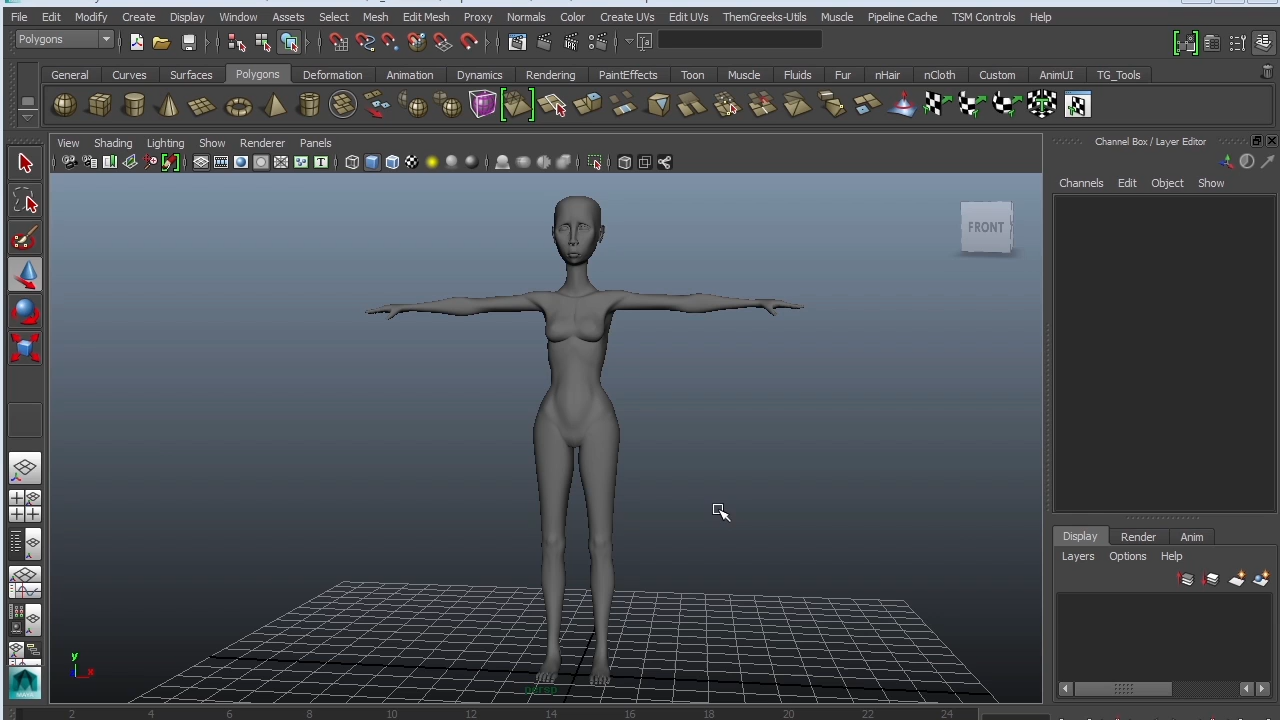 File Edit Modify Create Display Window Assets Select Mesh Edit Mesh Proxy Normals Color Create UVs Edit UVs ThemGreeks-Utils Muscle Pipeline Cache TSM Controls Help
Polygons
General Curves Surfaces Polygons Deformation Animation Dynamics Rendering PaintEffects Toon Muscle Fluids Fur nHair nCloth Custom AnimUI TG_Tools
View Shading Lighting Show Renderer Panels
Channel Box / Layer Editor
Channels Edit Object Show
FRONT
Display Render Anim
Layers Options Help
y
x
persp
2 4 6 8 10 12 14 16 18 20 22 24